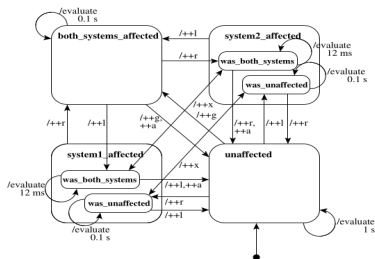 /evaluate
0.1 s
both_systems_affected
/++l
system2_affected
/evaluate
12 ms
/++r
was_both_systems
was_unaffected
/evaluate
0.1 s
/++r
/++l
/++g,
++a
/++x
/++g
/++r,
++a
/++l
/++r
system1_affected
unaffected
/++x
was_both_systems
/evaluate
12 ms
/++l,++a
was_unaffected
/++r
/++l
/evaluate
0.1 s
/evaluate
1 s